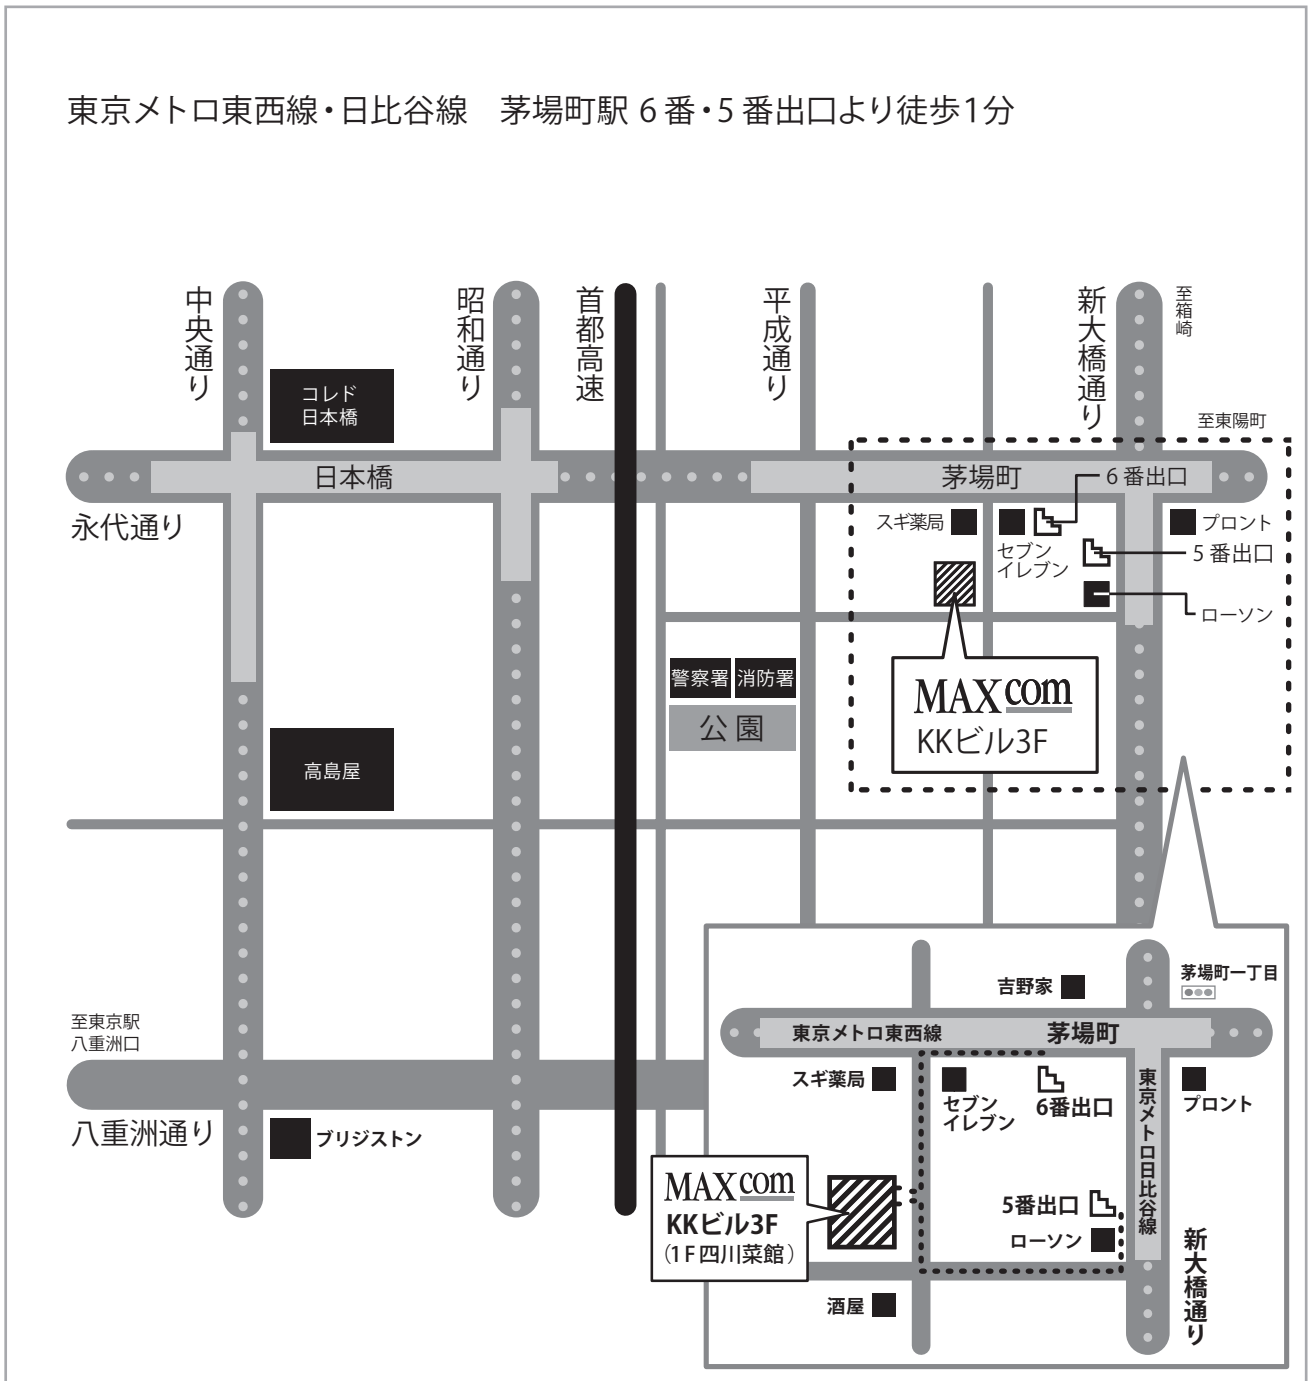 東京メトロ東西線・日比谷線　茅場町駅 6 番・5 番出口より徒歩1分
中央通り
昭和通り
首都高速
平成通り
新大橋通り
至箱崎
コレド
日本橋
至東陽町
日本橋
茅場町
6 番出口
永代通り
スギ薬局
セブン
イレブン
プロント
5 番出口
ローソン
警察署
消防署
公園
MAXcom
KKビル3F
高島屋
至東京駅
八重洲口
八重洲通り
ブリジストン
吉野家
茅場町一丁目
東京メトロ東西線
茅場町
スギ薬局
セブン
イレブン
6番出口
東京メトロ日比谷線
プロント
MAXcom
KKビル3F
（1F四川菜館）
5番出口
ローソン
新大橋通り
酒屋